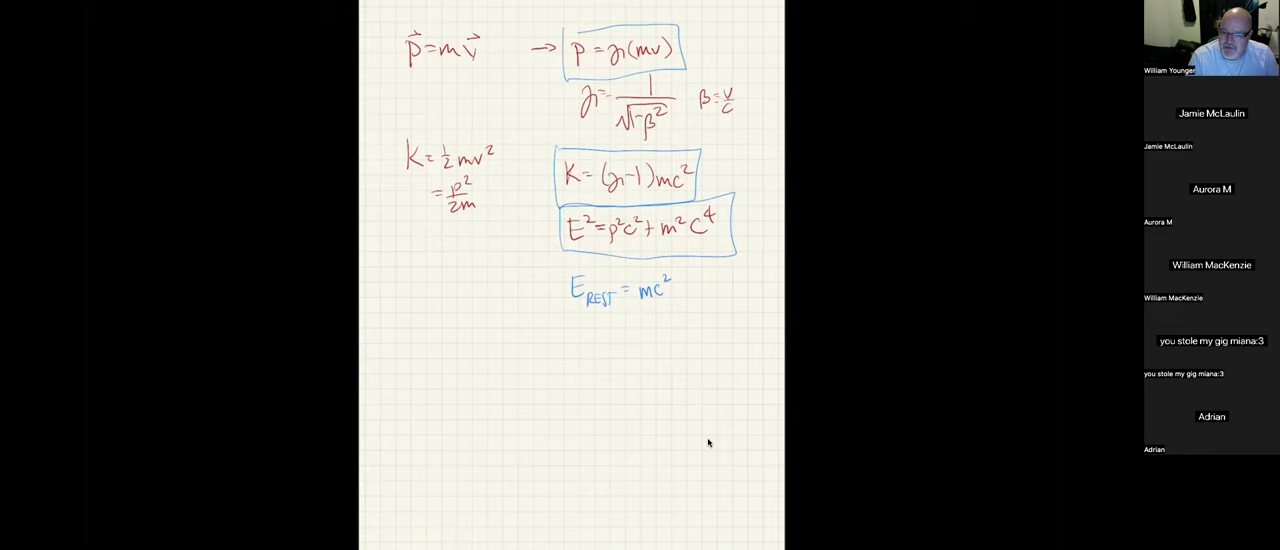 p⃗ = mv⃗ → p = γ(mv)
γ = 1/√1-β² β = v/c
K = ½ mv²
= p²/2m
K = (γ-1)mc²
E² = p²c² + m²c⁴
E_REST = mc²
William Younger
Jamie McLaulin
Jamie McLaulin
Aurora M
Aurora M
William MacKenzie
William MacKenzie
you stole my gig miana:3
you stole my gig miana:3
Adrian
Adrian